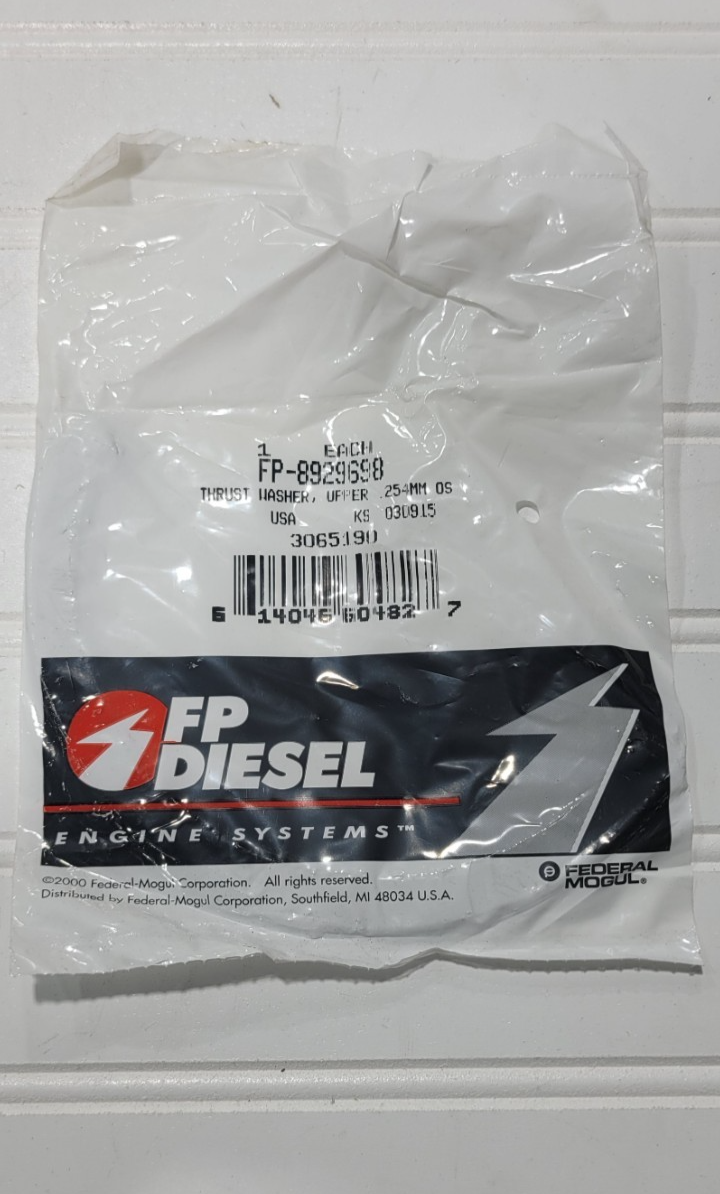 1 EACH
FP-8929698
THRUST WASHER, UPPER .254MM OS
USA KS 030915
3065190
6 14046 60482 7
FP
DIESEL
ENGINE SYSTEMS™
©2000 Federal-Mogul Corporation. All rights reserved.
Distributed by Federal-Mogul Corporation, Southfield, MI 48034 U.S.A.
FEDERAL
MOGUL®